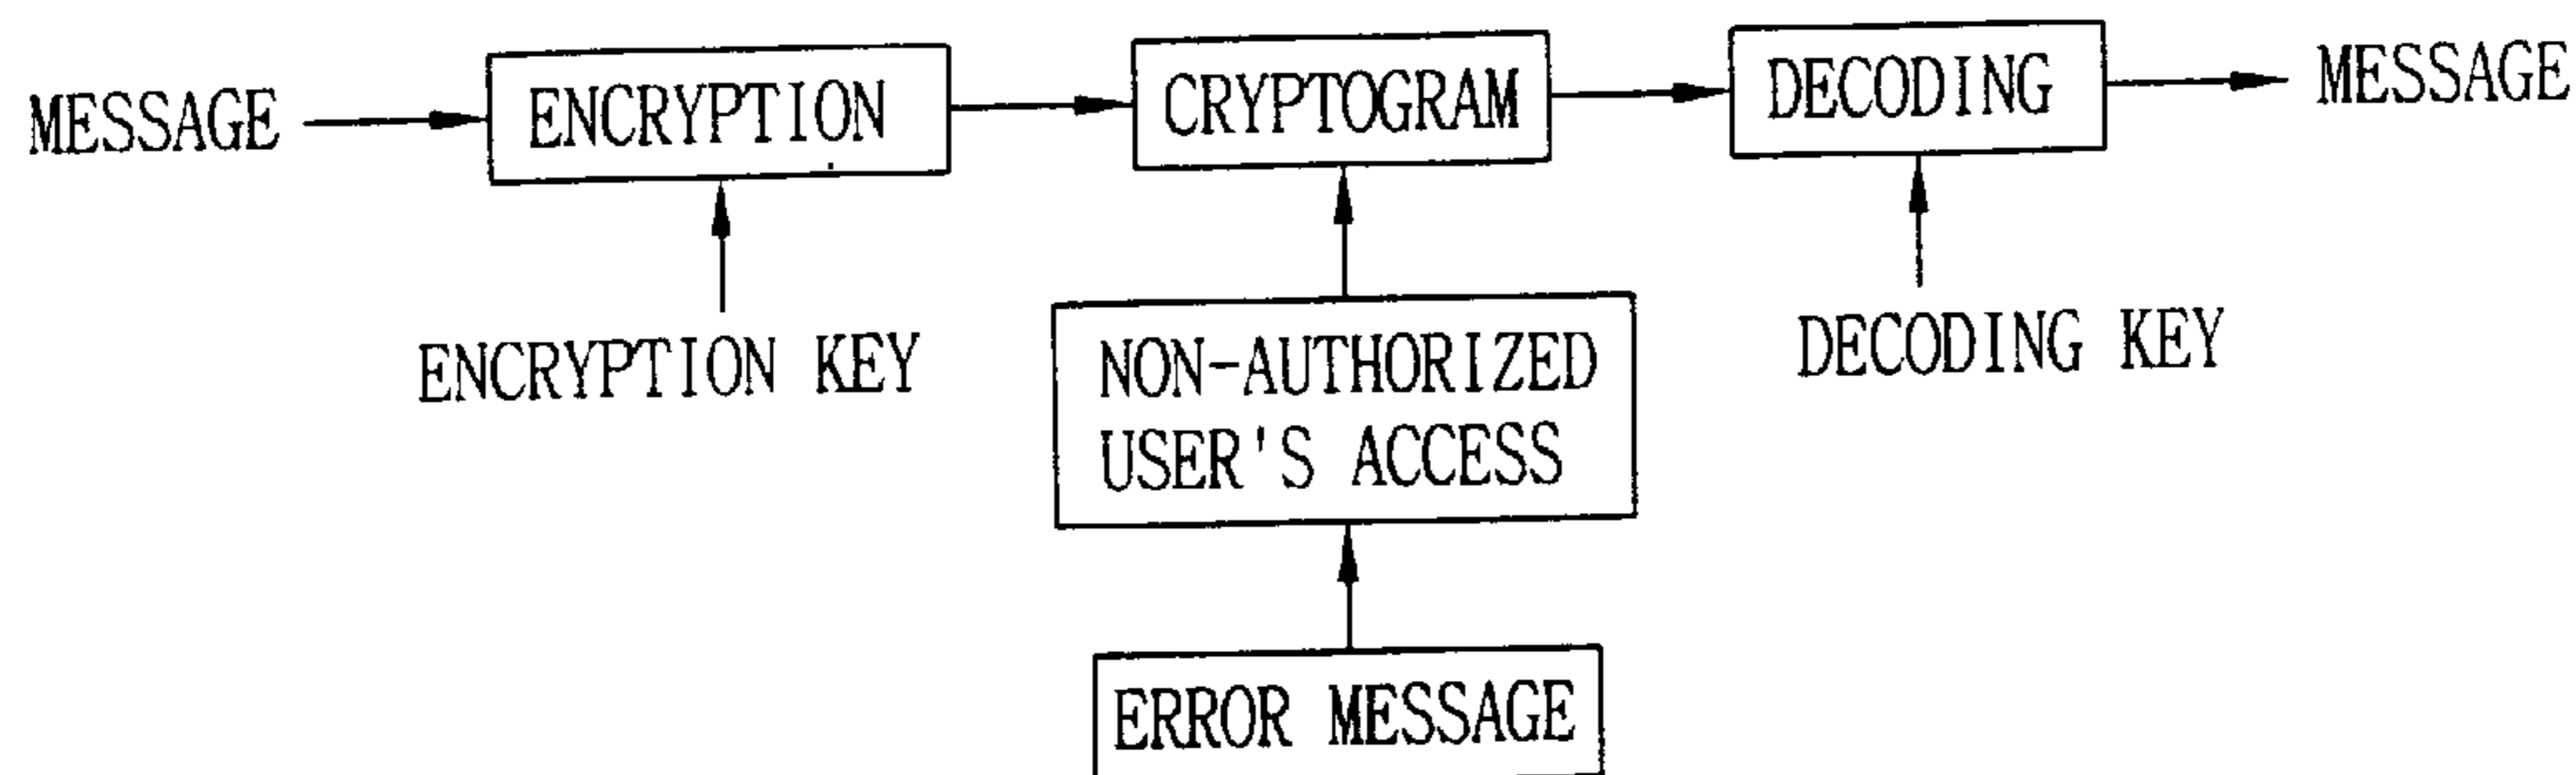 MESSAGE
ENCRYPTION
CRYPTOGRAM
DECODING
MESSAGE
ENCRYPTION KEY
NON-AUTHORIZED
USER'S ACCESS
DECODING KEY
ERROR MESSAGE